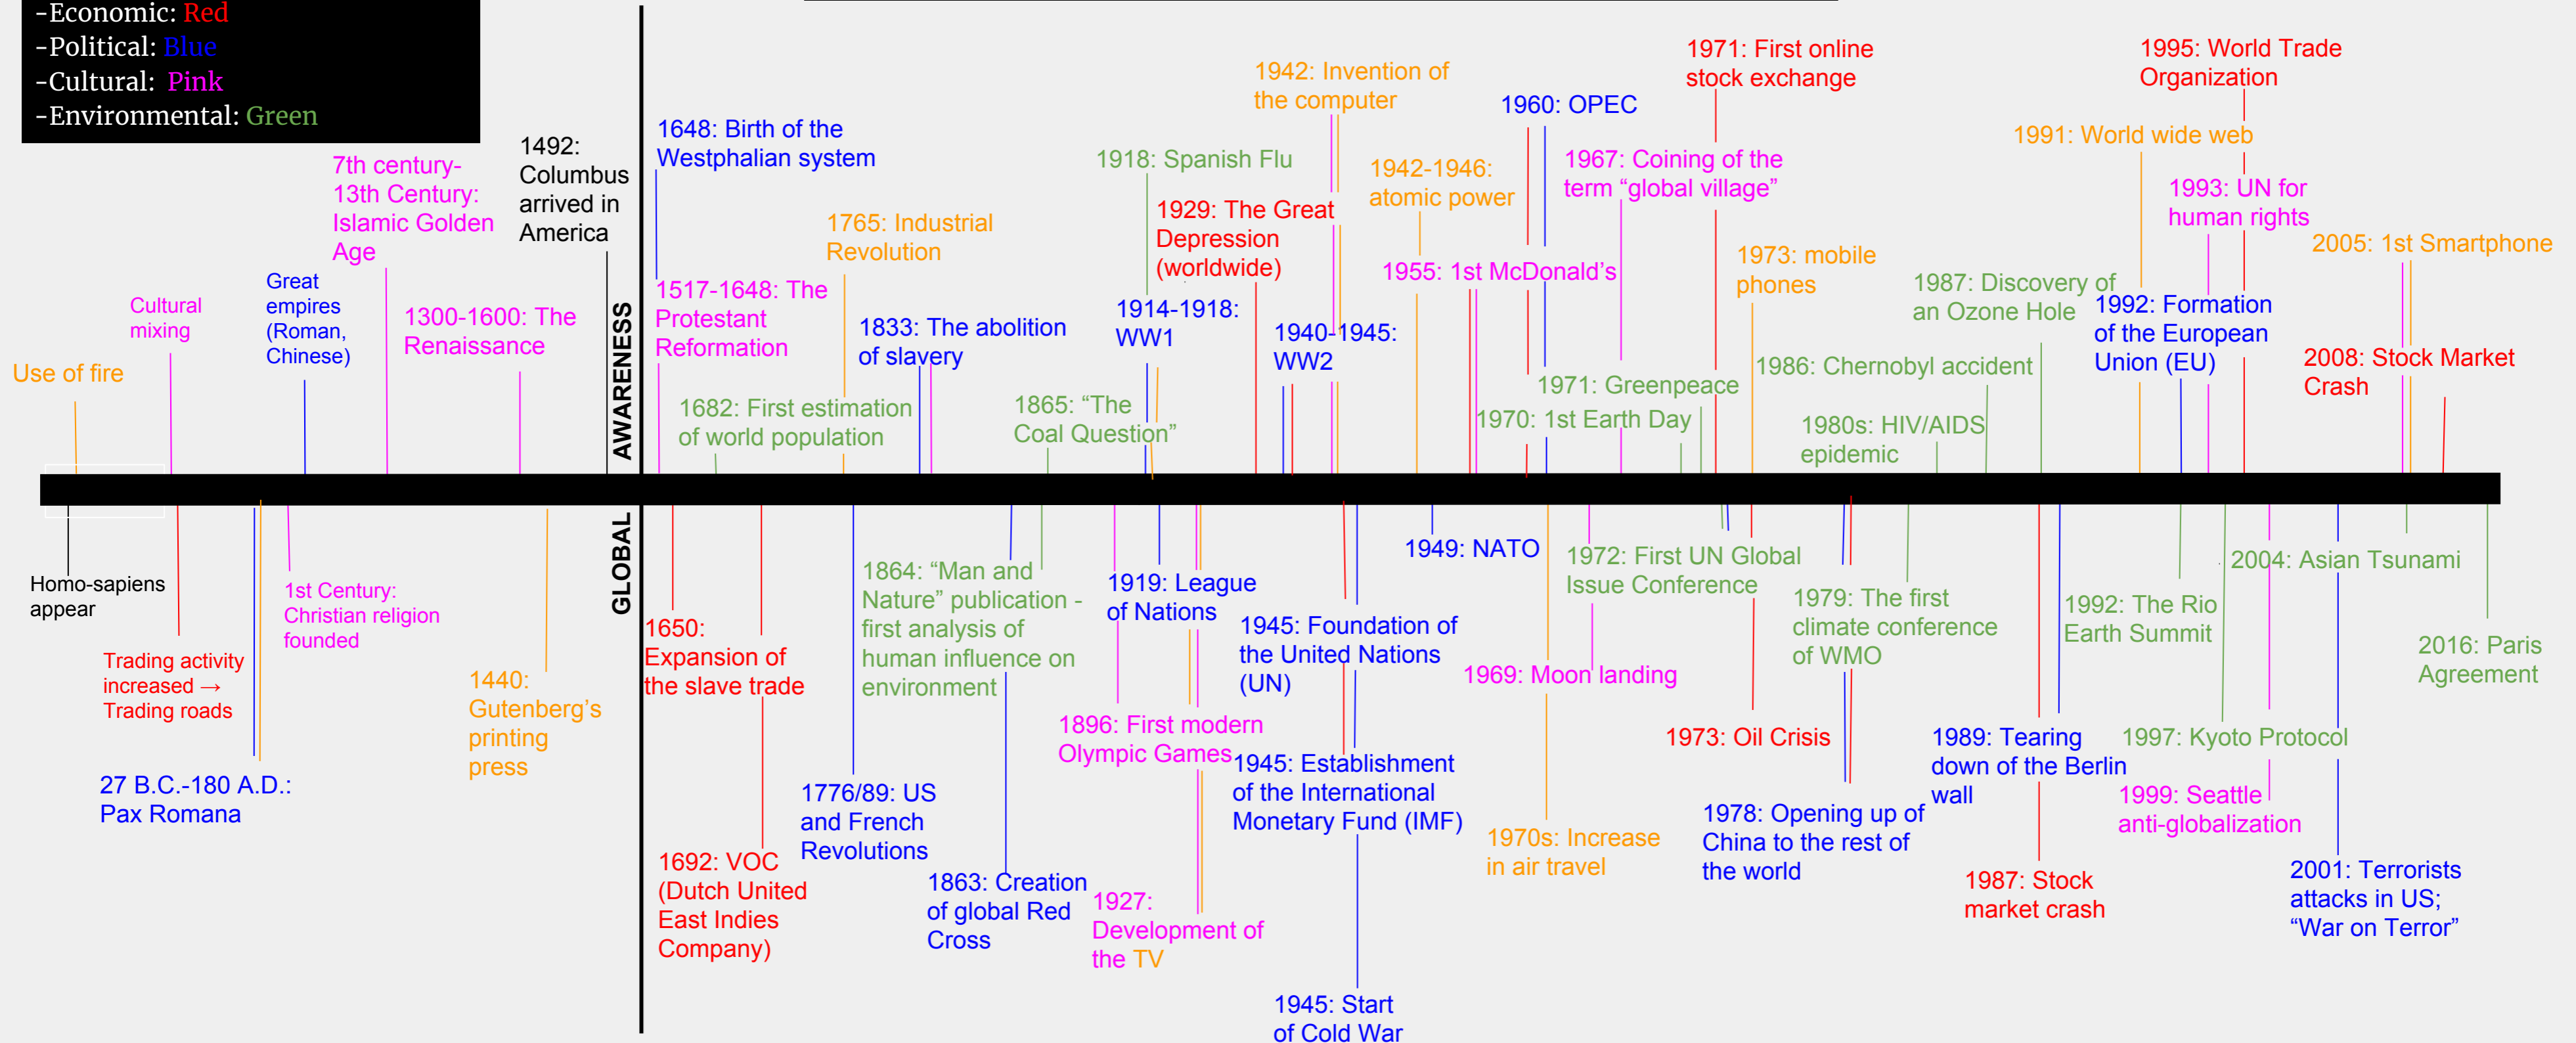 -Economic: Red
-Political: Blue
-Cultural: Pink
-Environmental: Green
Use of fire
Cultural
mixing
Great
empires
(Roman,
Chinese)
7th century-
13th Century:
Islamic Golden
Age
1300-1600: The
Renaissance
1492:
Columbus
arrived in
America
GLOBAL AWARENESS
1648: Birth of the
Westphalian system
1517-1648: The
Protestant
Reformation
1682: First estimation
of world population
1765: Industrial
Revolution
1833: The abolition
of slavery
1865: “The
Coal Question”
1918: Spanish Flu
1914-1918:
WW1
1929: The Great
Depression
(worldwide)
1940-1945:
WW2
1942: Invention of
the computer
1942-1946:
atomic power
1955: 1st McDonald’s
1960: OPEC
1967: Coining of the
term “global village”
1971: Greenpeace
1970: 1st Earth Day
1971: First online
stock exchange
1973: mobile
phones
1980s: HIV/AIDS
epidemic
1986: Chernobyl accident
1987: Discovery of
an Ozone Hole
1991: World wide web
1992: Formation
of the European
Union (EU)
1993: UN for
human rights
1995: World Trade
Organization
2005: 1st Smartphone
2008: Stock Market
Crash
Homo-sapiens
appear
Trading activity
increased →
Trading roads
27 B.C.-180 A.D.:
Pax Romana
1st Century:
Christian religion
founded
1440:
Gutenberg’s
printing
press
1650:
Expansion of
the slave trade
1692: VOC
(Dutch United
East Indies
Company)
1776/89: US
and French
Revolutions
1864: “Man and
Nature” publication -
first analysis of
human influence on
environment
1863: Creation
of global Red
Cross
1896: First modern
Olympic Games
1919: League
of Nations
1927:
Development of
the TV
1945: Foundation of
the United Nations
(UN)
1945: Establishment
of the International
Monetary Fund (IMF)
1945: Start
of Cold War
1949: NATO
1970s: Increase
in air travel
1969: Moon landing
1972: First UN Global
Issue Conference
1973: Oil Crisis
1978: Opening up of
China to the rest of
the world
1979: The first
climate conference
of WMO
1987: Stock
market crash
1989: Tearing
down of the Berlin
wall
1992: The Rio
Earth Summit
1997: Kyoto Protocol
1999: Seattle
anti-globalization
2001: Terrorists
attacks in US;
“War on Terror”
2004: Asian Tsunami
2016: Paris
Agreement